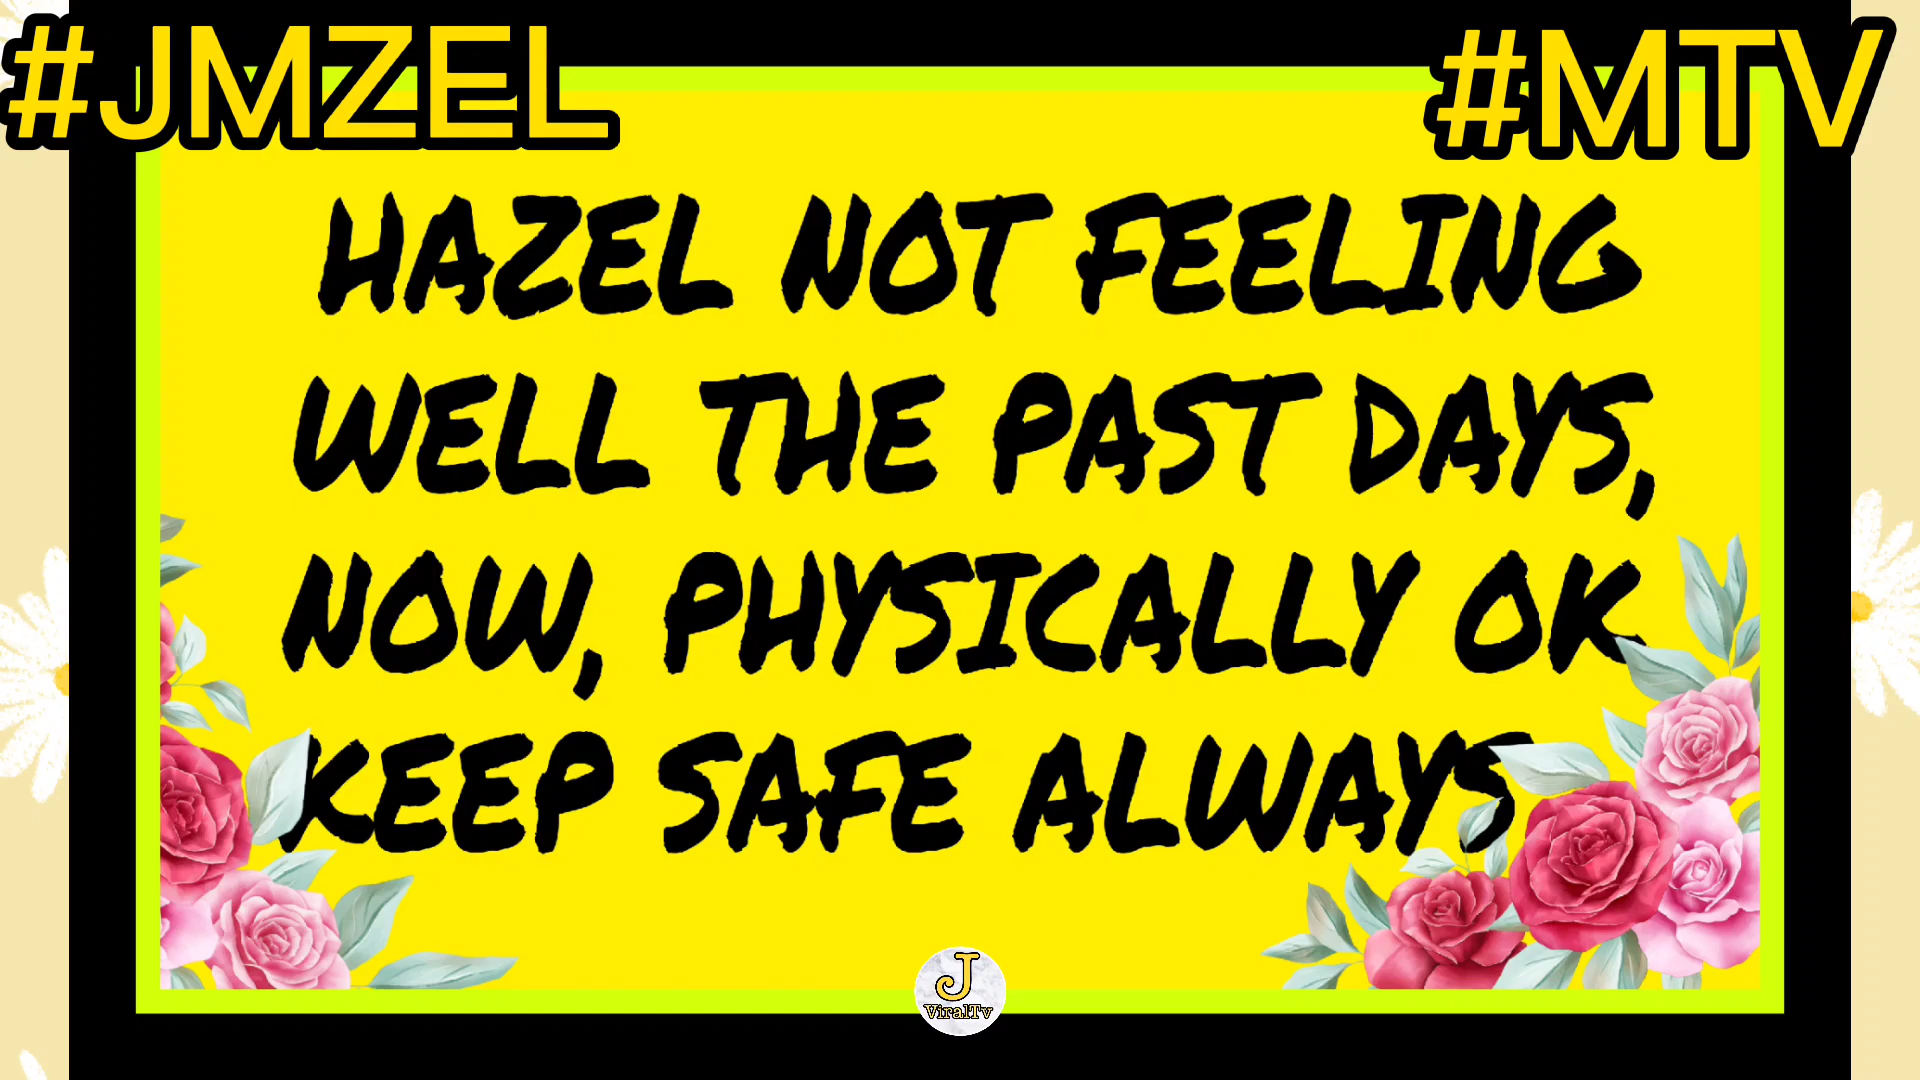 #JMZEL
#MTV
HAZEL NOT FEELING
WELL THE PAST DAYS,
NOW, PHYSICALLY OK
KEEP SAFE ALWAYS
J
ViralTv